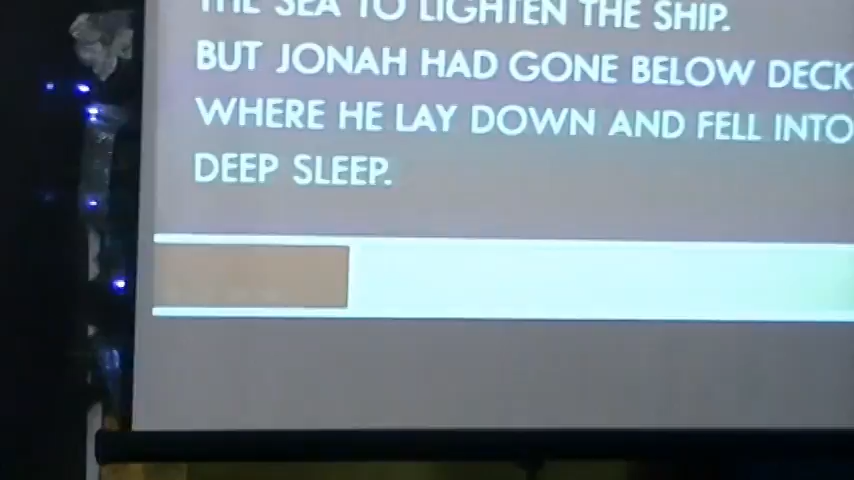 THE SEA TO LIGHTEN THE SHIP.
BUT JONAH HAD GONE BELOW DECK
WHERE HE LAY DOWN AND FELL INTO
DEEP SLEEP.